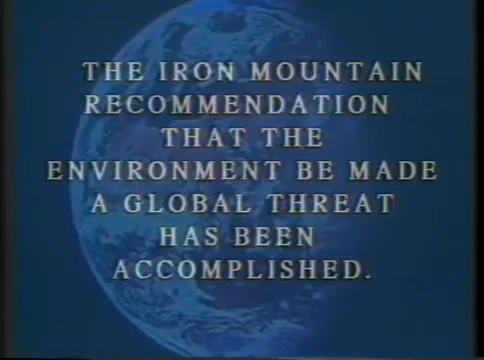 THE IRON MOUNTAIN
RECOMMENDATION
THAT THE
ENVIRONMENT BE MADE
A GLOBAL THREAT
HAS BEEN
ACCOMPLISHED.